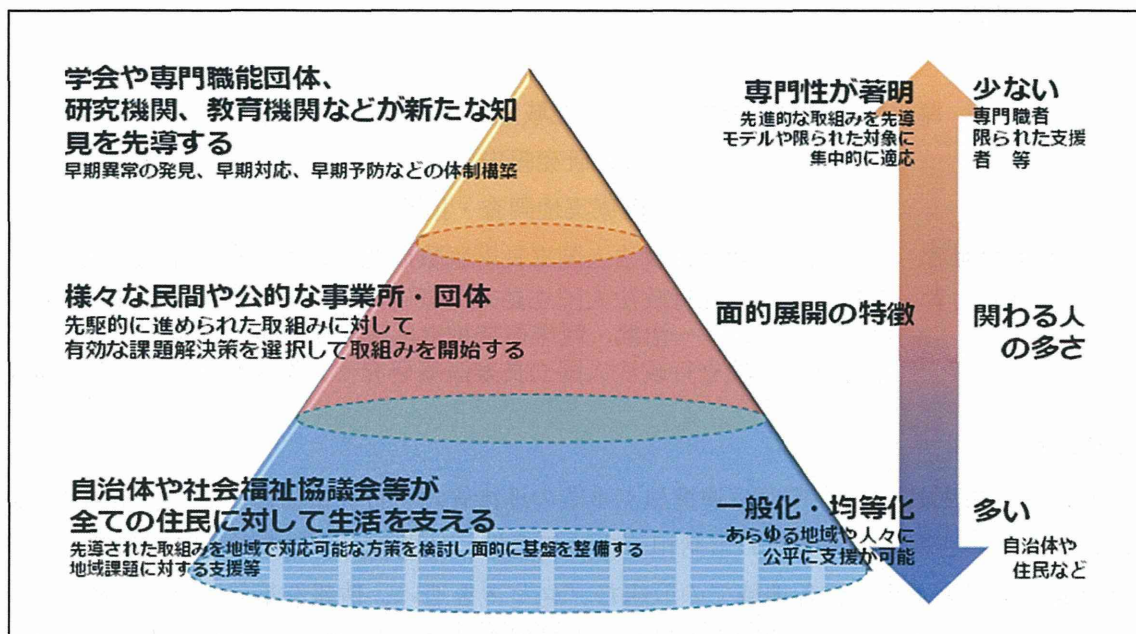 学会や専門職能団体、
研究機関、教育機関などが新たな知
見を先導する
早期異常の発見、早期対応、早期予防などの体制構築
専門性が著明
先進的な取組みを先導
モデルや限られた対象に
集中的に適応
少ない
専門職者
限られた支援
者 等
様々な民間や公的な事業所・団体
先駆的に進められた取組みに対して
有効な課題解決策を選択して取組みを開始する
面的展開の特徴
関わる人
の多さ
自治体や社会福祉協議会等が
全ての住民に対して生活を支える
先導された取組みを地域で対応可能な方策を検討し面的に基盤を整備する
地域課題に対する支援等
一般化・均等化
あらゆる地域や人々に
公平に支援が可能
多い
自治体や
住民など